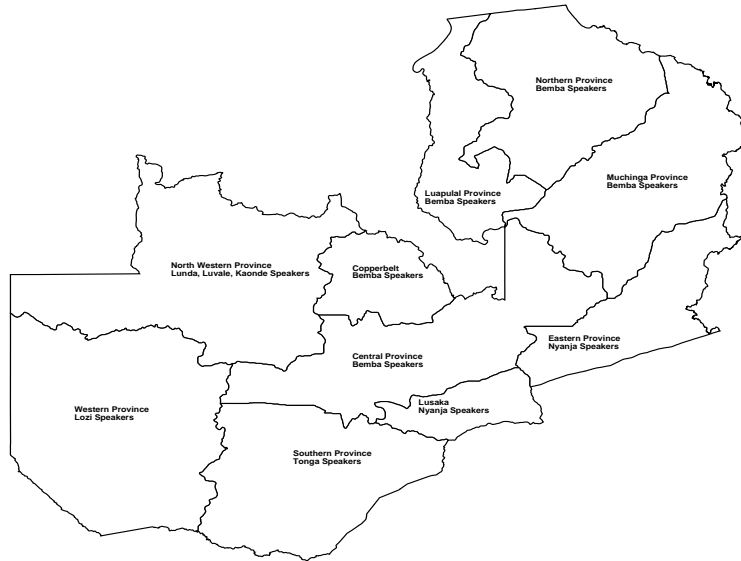 Northern Province
Bemba Speakers
Muchinga Province
Bemba Speakers
Luapulal Province
Bemba Speakers
North Western Province
Lunda, Luvale, Kaonde Speakers
Copperbelt
Bemba Speakers
Eastern Province
Nyanja Speakers
Central Province
Bemba Speakers
Western Province
Lozi Speakers
Lusaka
Nyanja Speakers
Southern Province
Tonga Speakers